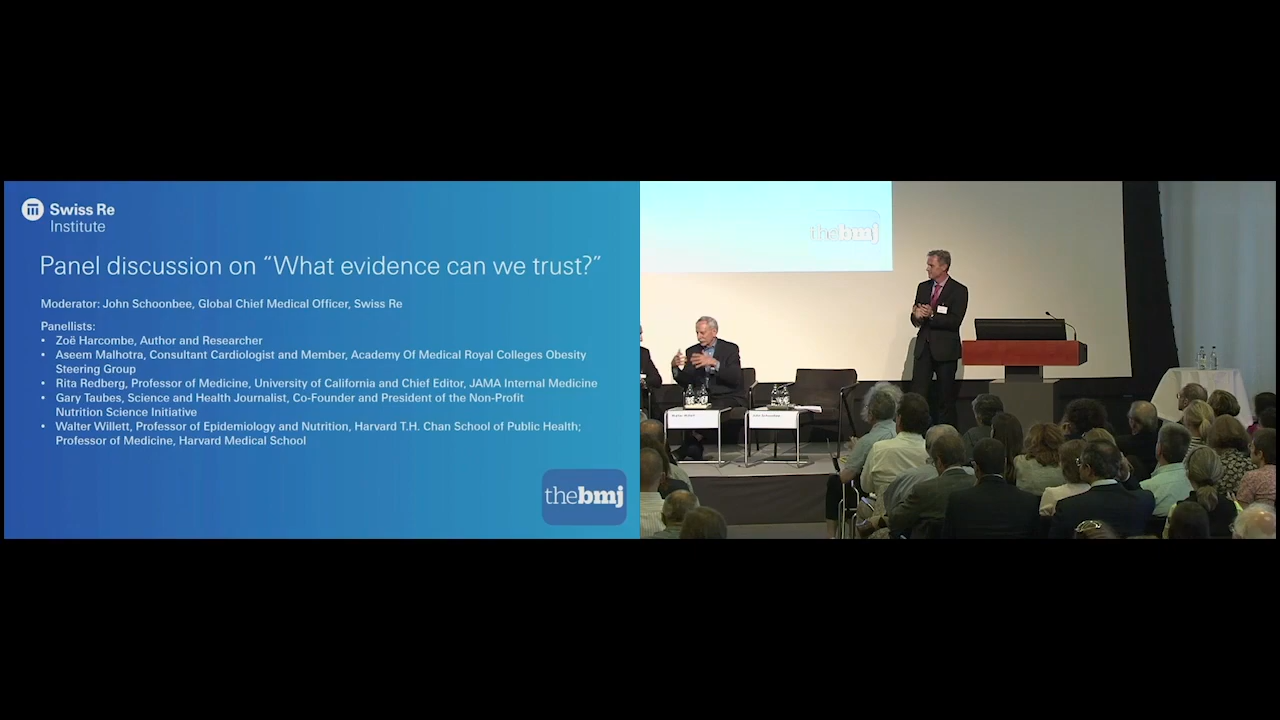 Swiss Re
Institute
Panel discussion on “What evidence can we trust?”
Moderator: John Schoonbee, Global Chief Medical Officer, Swiss Re
Panellists:
• Zoë Harcombe, Author and Researcher
• Aseem Malhotra, Consultant Cardiologist and Member, Academy Of Medical Royal Colleges Obesity
Steering Group
• Rita Redberg, Professor of Medicine, University of California and Chief Editor, JAMA Internal Medicine
• Gary Taubes, Science and Health Journalist, Co-Founder and President of the Non-Profit
Nutrition Science Initiative
• Walter Willett, Professor of Epidemiology and Nutrition, Harvard T.H. Chan School of Public Health;
Professor of Medicine, Harvard Medical School
thebmj
thebmj
Walter Willett
John Schoonbee